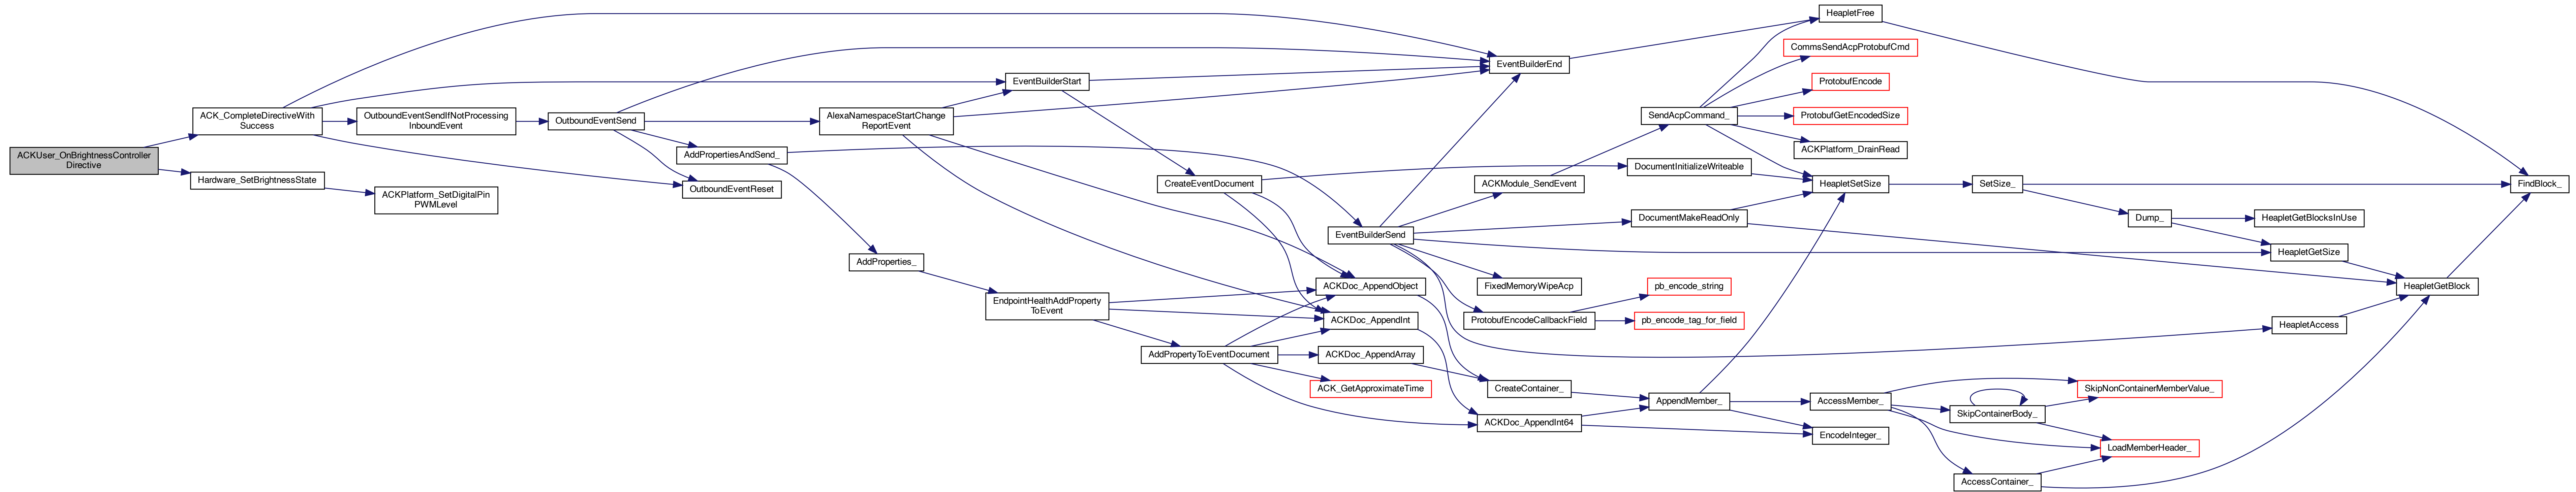 ACKUser_OnBrightnessController
Directive
ACK_CompleteDirectiveWith
Success
Hardware_SetBrightnessState
OutboundEventSendIfNotProcessing
InboundEvent
ACKPlatform_SetDigitalPin
PWMLevel
OutboundEventSend
AddPropertiesAndSend_
OutboundEventReset
AlexaNamespaceStartChange
ReportEvent
AddProperties_
EventBuilderStart
EndpointHealthAddProperty
ToEvent
CreateEventDocument
AddPropertyToEventDocument
EventBuilderSend
ACKDoc_AppendObject
ACKDoc_AppendInt
ACKDoc_AppendArray
ACK_GetApproximateTime
EventBuilderEnd
ACKModule_SendEvent
FixedMemoryWipeAcp
ProtobufEncodeCallbackField
CreateContainer_
ACKDoc_AppendInt64
SendAcpCommand_
DocumentInitializeWriteable
DocumentMakeReadOnly
pb_encode_string
pb_encode_tag_for_field
AppendMember_
HeapletFree
CommsSendAcpProtobufCmd
ProtobufEncode
ProtobufGetEncodedSize
ACKPlatform_DrainRead
HeapletSetSize
AccessMember_
EncodeInteger_
SetSize_
SkipContainerBody_
AccessContainer_
Dump_
SkipNonContainerMemberValue_
LoadMemberHeader_
HeapletGetBlocksInUse
HeapletGetSize
HeapletAccess
HeapletGetBlock
FindBlock_